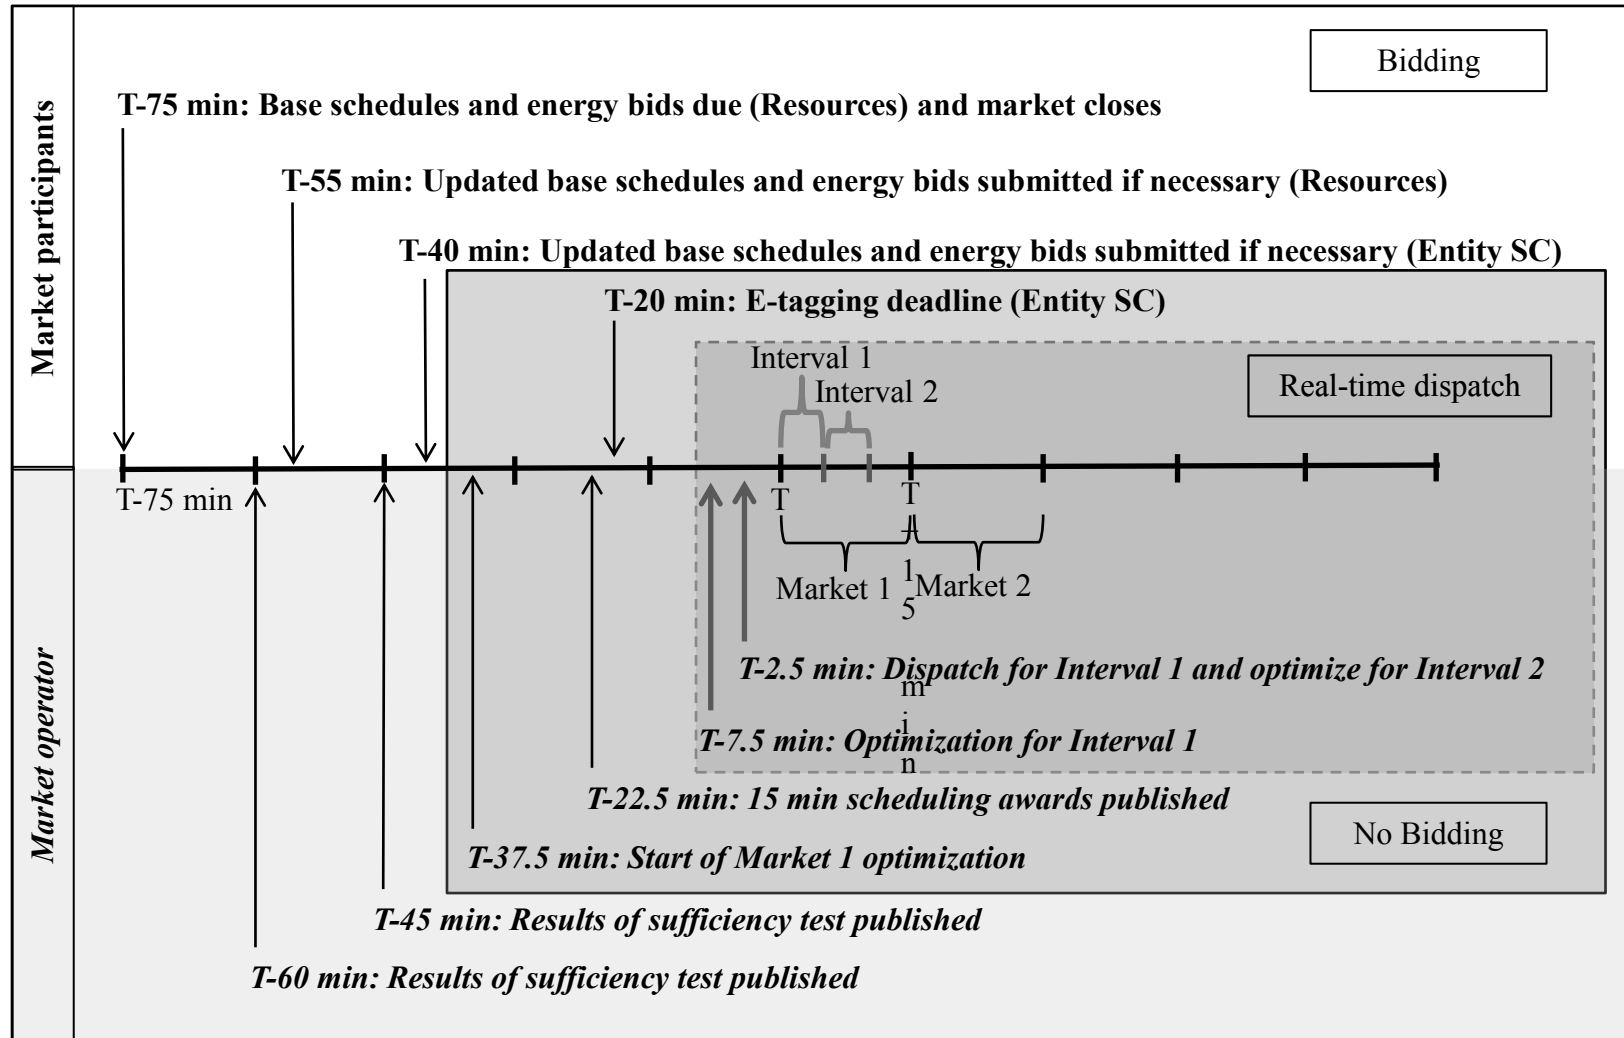 Bidding
Market participants
T-75 min: Base schedules and energy bids due (Resources) and market closes
T-55 min: Updated base schedules and energy bids submitted if necessary (Resources)
T-40 min: Updated base schedules and energy bids submitted if necessary (Entity SC)
T-20 min: E-tagging deadline (Entity SC)
Interval 1
Interval 2
Real-time dispatch
T-75 min
T
T+15 min
Market 1
Market 2
Market operator
T-2.5 min: Dispatch for Interval 1 and optimize for Interval 2
T-7.5 min: Optimization for Interval 1
T-22.5 min: 15 min scheduling awards published
No Bidding
T-37.5 min: Start of Market 1 optimization
T-45 min: Results of sufficiency test published
T-60 min: Results of sufficiency test published